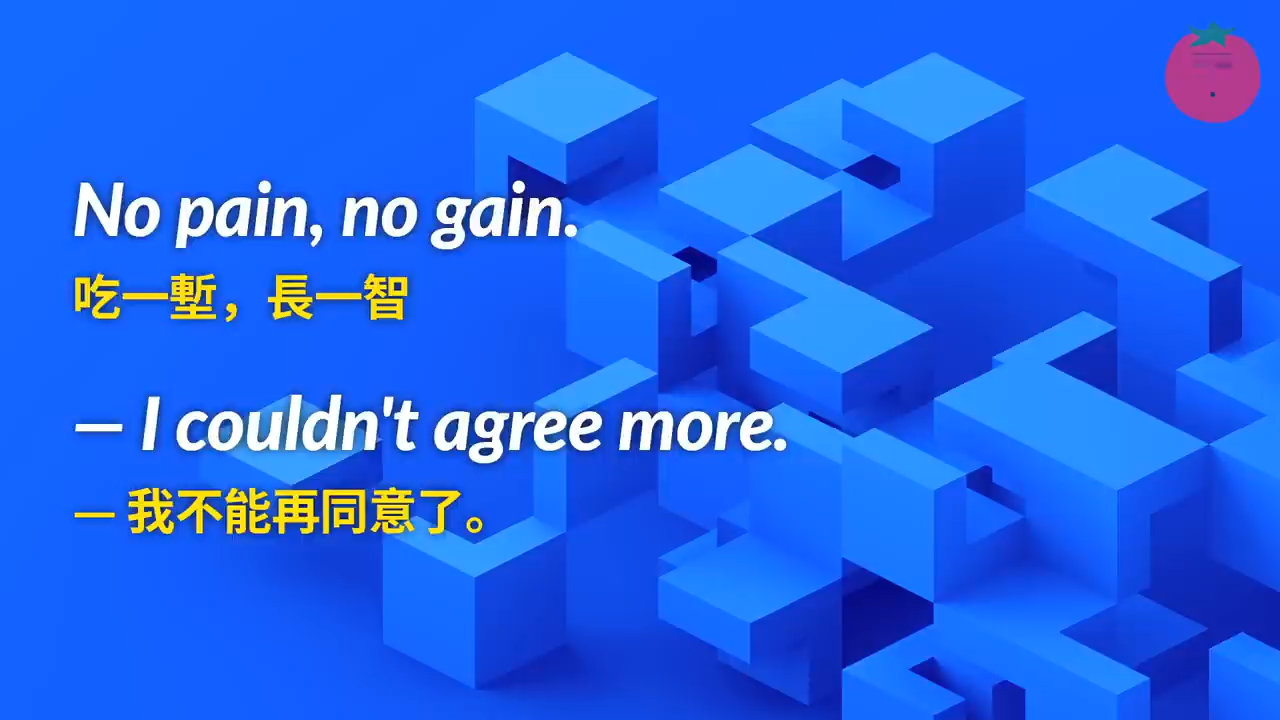 No pain, no gain.
吃一塹，長一智
— I couldn't agree more.
— 我不能再同意了。